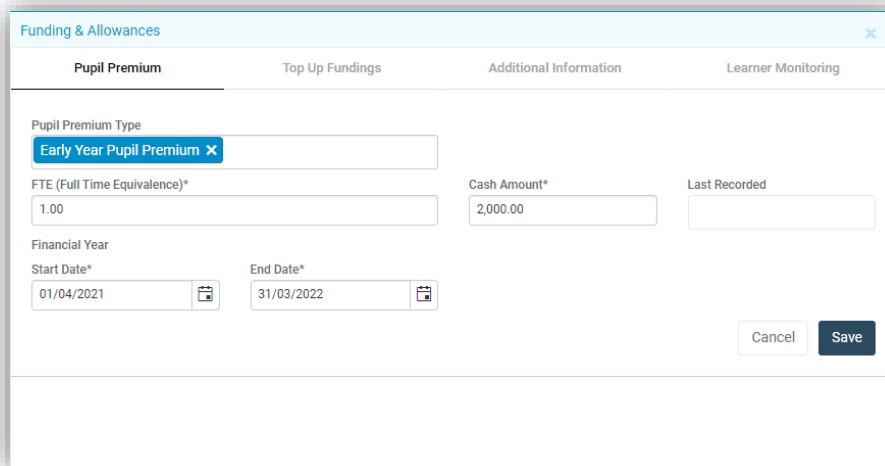 Funding & Allowances
Pupil Premium Top Up Fundings Additional Information Learner Monitoring
Pupil Premium Type
Early Year Pupil Premium
FTE (Full Time Equivalence)* Cash Amount* Last Recorded
1.00 2,000.00
Financial Year
Start Date* End Date*
01/04/2021 31/03/2022
Cancel Save